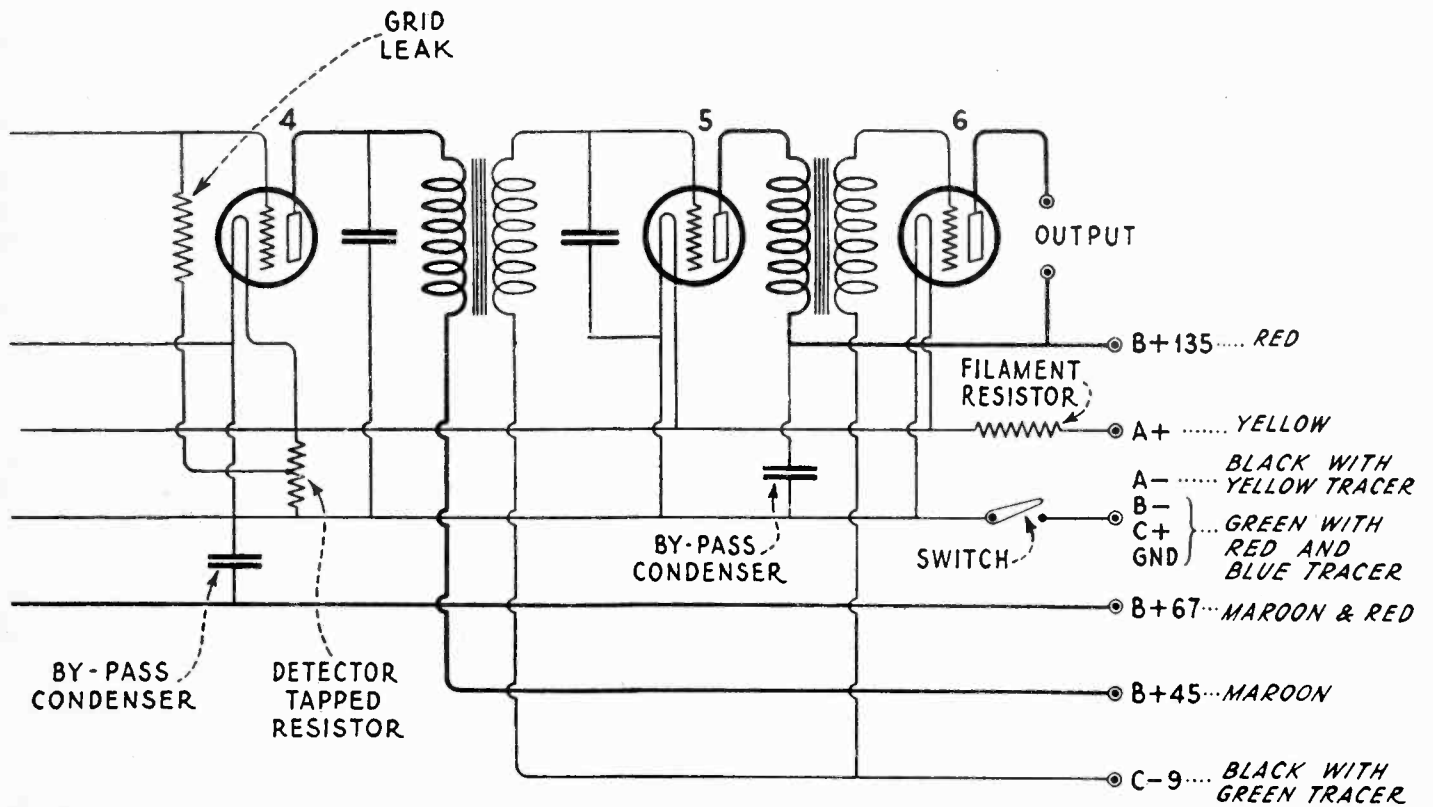 GRID
LEAK
4
5
6
OUTPUT
B+135..... RED
FILAMENT
RESISTOR
A+ ...... YELLOW
A- ...... BLACK WITH
YELLOW TRACER
B-
C+ ... GREEN WITH
GND RED AND
BLUE TRACER
BY-PASS
CONDENSER
SWITCH
B+67... MAROON & RED
BY-PASS
CONDENSER
DETECTOR
TAPPED
RESISTOR
B+45... MAROON
C-9.... BLACK WITH
GREEN TRACER